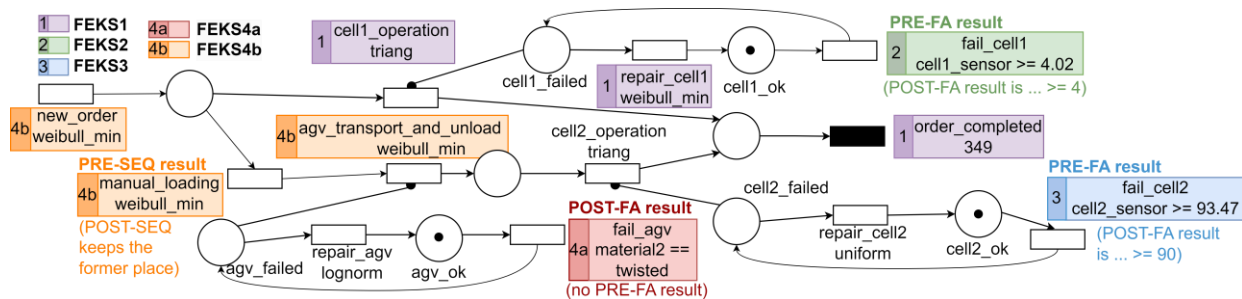 1 FEKS1
2 FEKS2
3 FEKS3
4a FEKS4a
4b FEKS4b
1 cell1_operation
triang
cell1_failed
1 repair_cell1
weibull_min
cell1_ok
PRE-FA result
2 fail_cell1
cell1_sensor >= 4.02
(POST-FA result is ... >= 4)
4b new_order
weibull_min
4b agv_transport_and_unload
weibull_min
cell2_operation
triang
1 order_completed
349
PRE-SEQ result
4b manual_loading
weibull_min
(POST-SEQ
keeps the
former place)
agv_failed
repair_agv
lognorm
agv_ok
POST-FA result
4a fail_agv
material2 ==
twisted
(no PRE-FA result)
cell2_failed
repair_cell2
uniform
cell2_ok
PRE-FA result
3 fail_cell2
cell2_sensor >= 93.47
(POST-FA result
is ... >= 90)